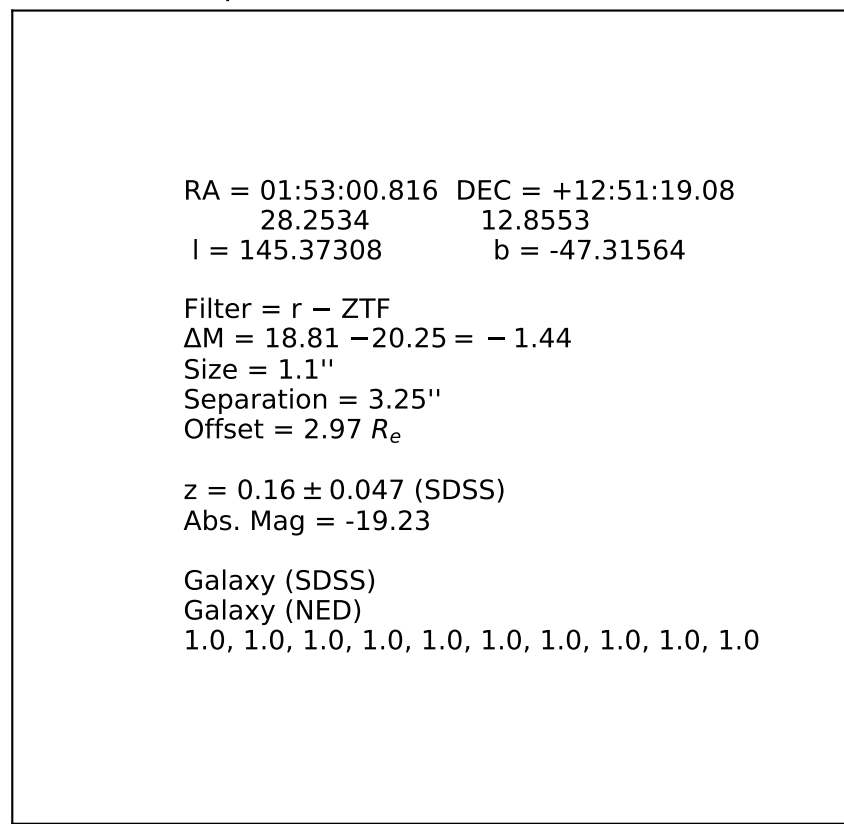 RA = 01:53:00.816 DEC = +12:51:19.08
28.2534 12.8553
l = 145.37308 b = -47.31564
Filter = r − ZTF
ΔM = 18.81 −20.25 = − 1.44
Size = 1.1''
Separation = 3.25''
Offset = 2.97 Rₑ
z = 0.16 ± 0.047 (SDSS)
Abs. Mag = -19.23
Galaxy (SDSS)
Galaxy (NED)
1.0, 1.0, 1.0, 1.0, 1.0, 1.0, 1.0, 1.0, 1.0, 1.0